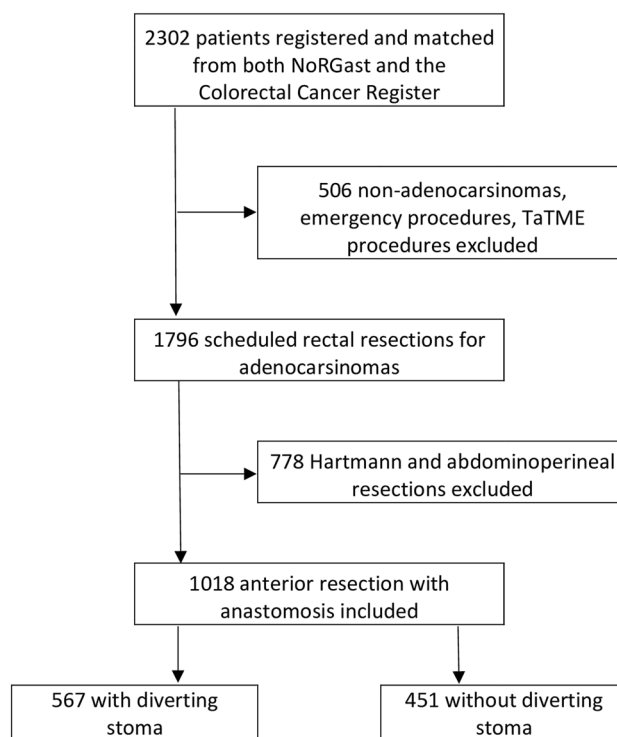 2302 patients registered and matched
from both NoRGast and the
Colorectal Cancer Register
506 non-adenocarsinomas,
emergency procedures, TaTME
procedures excluded
1796 scheduled rectal resections for
adenocarsinomas
778 Hartmann and abdominoperineal
resections excluded
1018 anterior resection with
anastomosis included
567 with diverting
stoma
451 without diverting
stoma